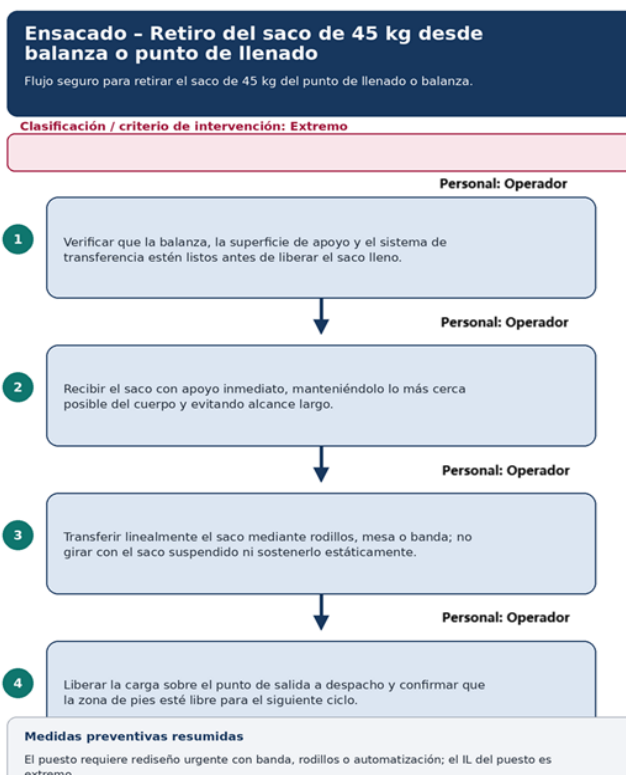 Ensacado – Retiro del saco de 45 kg desde
balanza o punto de llenado
Flujo seguro para retirar el saco de 45 kg del punto de llenado o balanza.
Clasificación / criterio de intervención: Extremo
Personal: Operador
1
Verificar que la balanza, la superficie de apoyo y el sistema de
transferencia estén listos antes de liberar el saco lleno.
Personal: Operador
2
Recibir el saco con apoyo inmediato, manteniéndolo lo más cerca
posible del cuerpo y evitando alcance largo.
Personal: Operador
3
Transferir linealmente el saco mediante rodillos, mesa o banda; no
girar con el saco suspendido ni sostenerlo estáticamente.
Personal: Operador
4
Liberar la carga sobre el punto de salida a despacho y confirmar que
la zona de pies esté libre para el siguiente ciclo.
Medidas preventivas resumidas
El puesto requiere rediseño urgente con banda, rodillos o automatización; el IL del puesto es
extremo